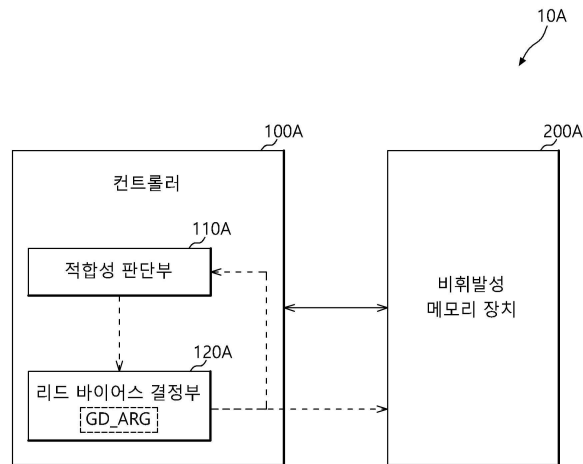 10A
100A
200A
컨트롤러
110A
적합성 판단부
비휘발성
메모리 장치
120A
리드 바이어스 결정부
GD_ARG